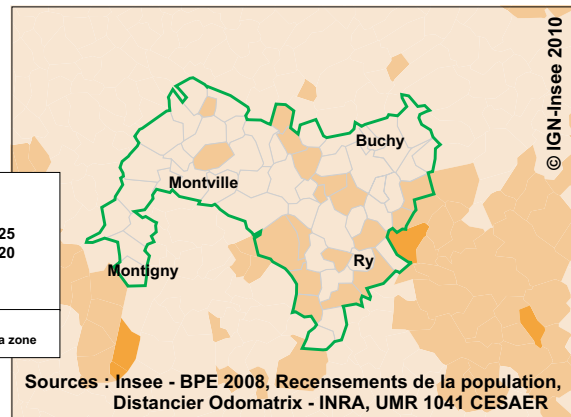 © IGN-Insee 2010
Buchy
Montville
25
20
Montigny
Ry
a zone
Sources : Insee - BPE 2008, Recensements de la population,
Distancier Odomatrix - INRA, UMR 1041 CESAER